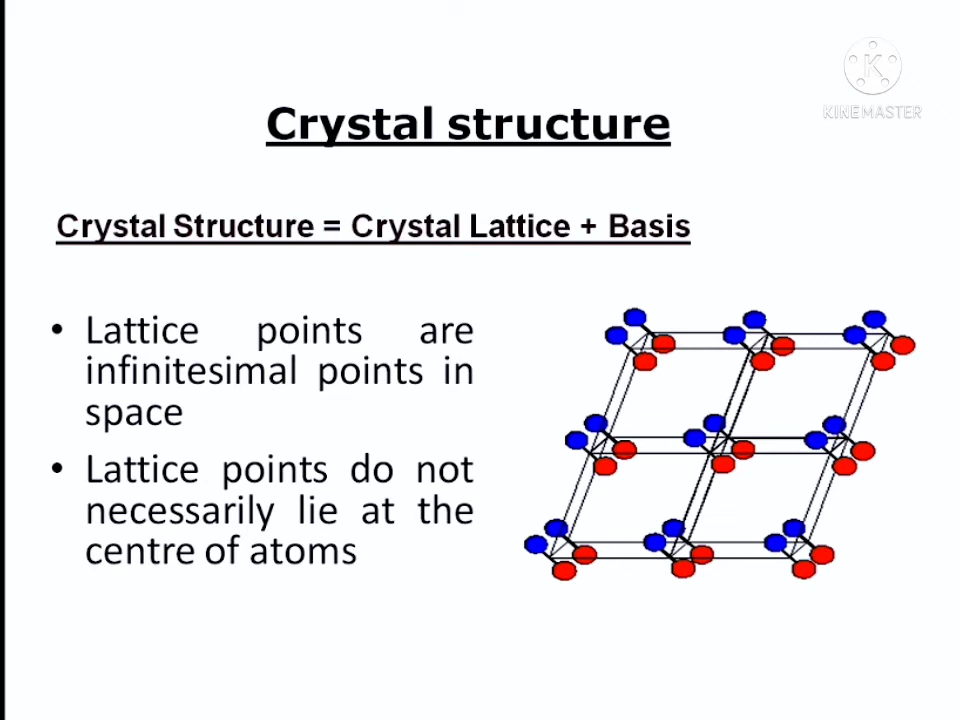 K
KINEMASTER
Crystal structure
Crystal Structure = Crystal Lattice + Basis
• Lattice points are
infinitesimal points in
space
• Lattice points do not
necessarily lie at the
centre of atoms